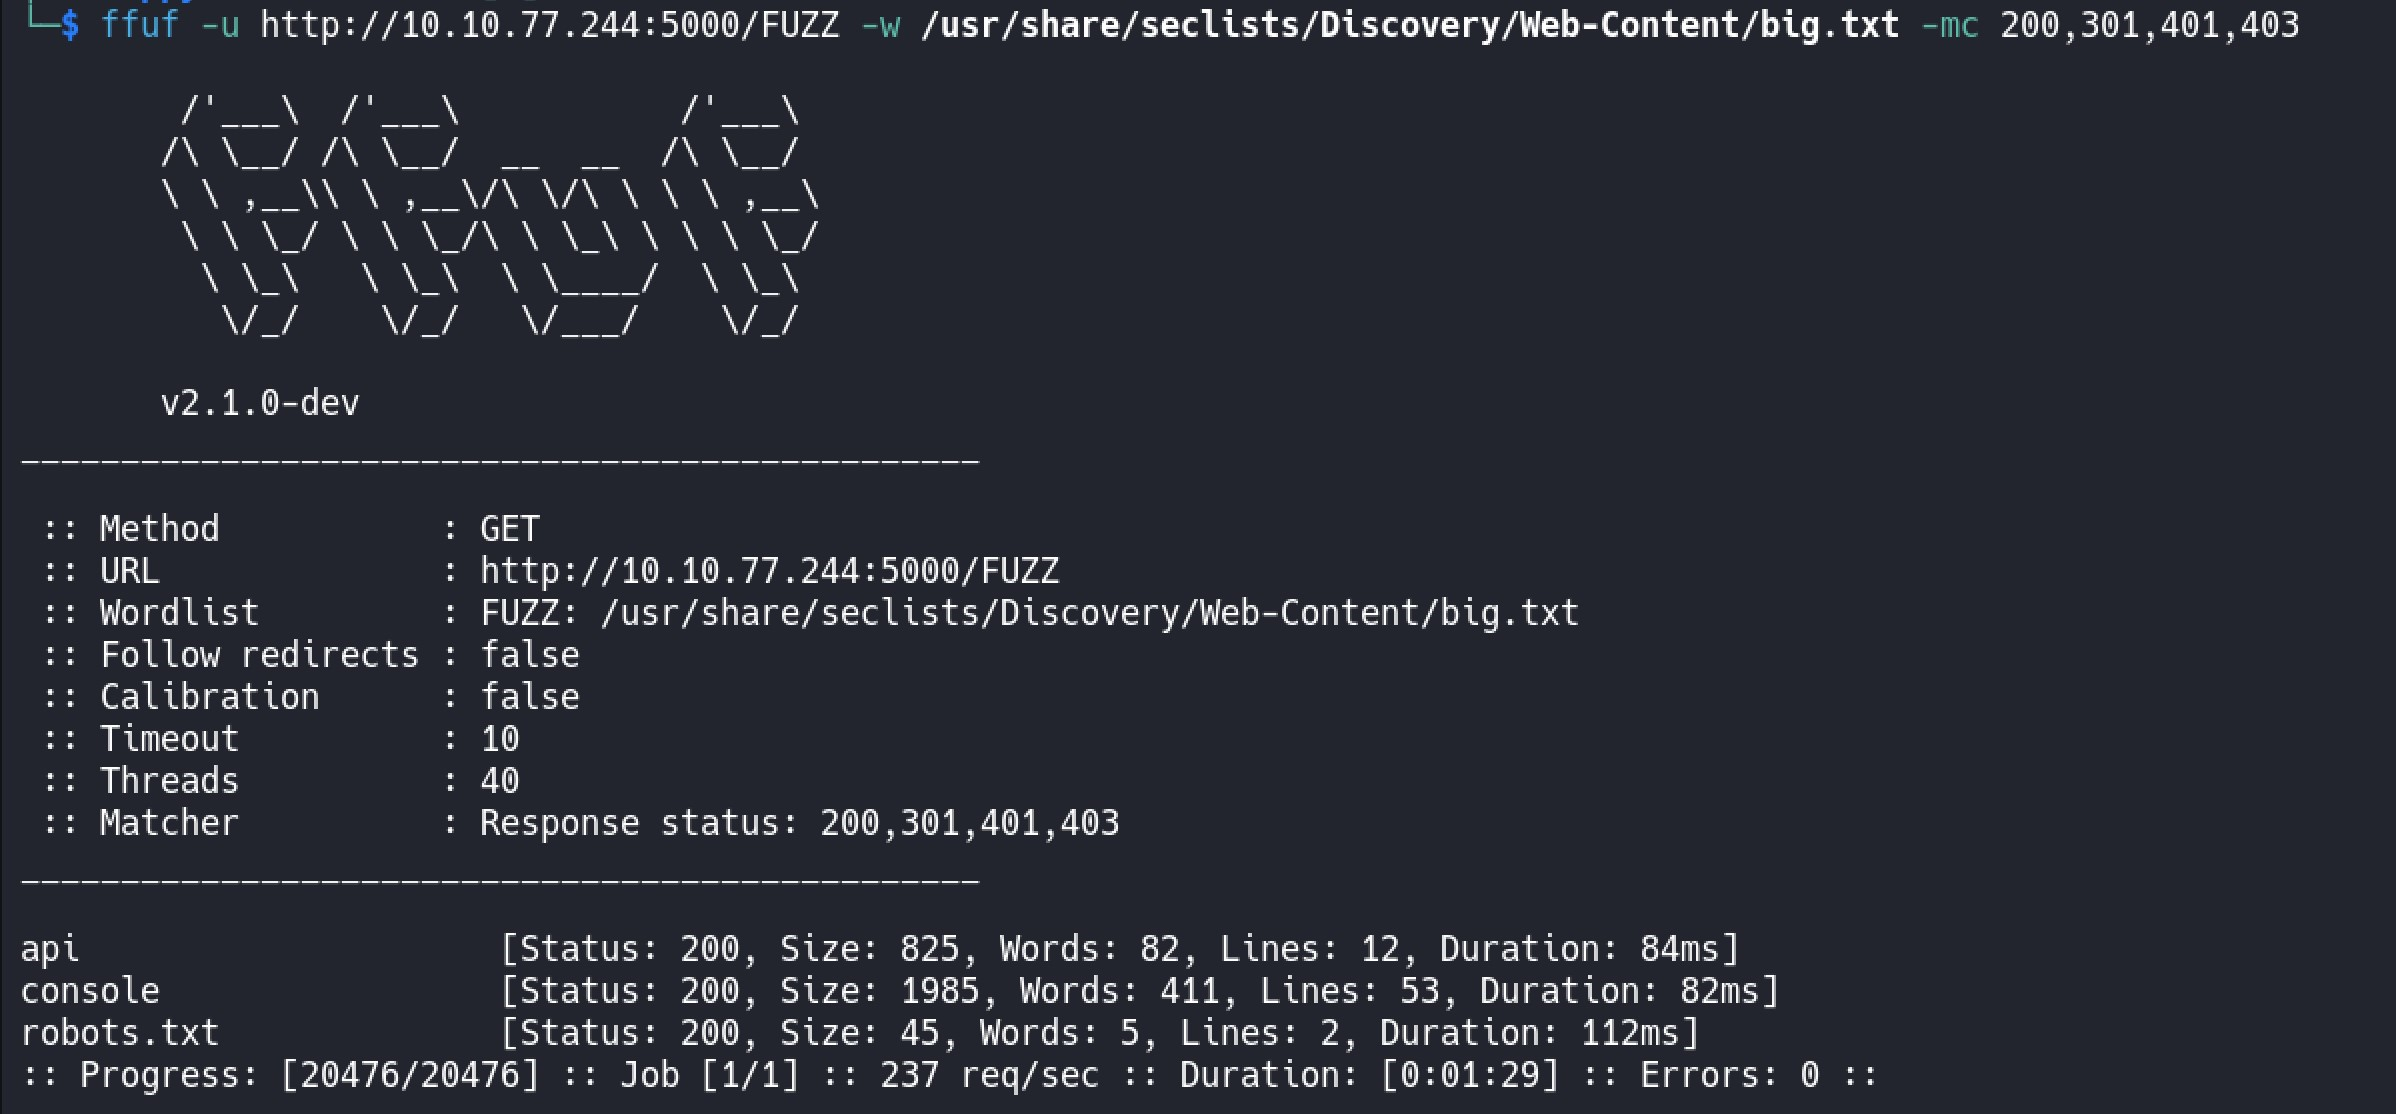 └─$ ffuf -u http://10.10.77.244:5000/FUZZ -w /usr/share/seclists/Discovery/Web-Content/big.txt -mc 200,301,401,403
        /'___\  /'___\           /'___\
       /\ \__/ /\ \__/  __  __  /\ \__/
       \ \ ,__\\ \ ,__\/\ \/\ \ \ \ ,__\
        \ \ \_/ \ \ \_/\ \ \_\ \ \ \ \_/
         \ \_\   \ \_\  \ \____/  \ \_\
          \/_/    \/_/   \/___/    \/_/
       v2.1.0-dev
________________________________________________
 :: Method           : GET
 :: URL              : http://10.10.77.244:5000/FUZZ
 :: Wordlist         : FUZZ: /usr/share/seclists/Discovery/Web-Content/big.txt
 :: Follow redirects : false
 :: Calibration      : false
 :: Timeout          : 10
 :: Threads          : 40
 :: Matcher          : Response status: 200,301,401,403
________________________________________________
api                     [Status: 200, Size: 825, Words: 82, Lines: 12, Duration: 84ms]
console                 [Status: 200, Size: 1985, Words: 411, Lines: 53, Duration: 82ms]
robots.txt              [Status: 200, Size: 45, Words: 5, Lines: 2, Duration: 112ms]
:: Progress: [20476/20476] :: Job [1/1] :: 237 req/sec :: Duration: [0:01:29] :: Errors: 0 ::